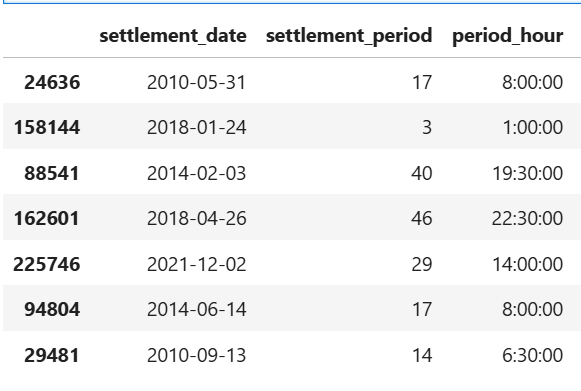 settlement_date settlement_period period_hour
24636 2010-05-31 17 8:00:00
158144 2018-01-24 3 1:00:00
88541 2014-02-03 40 19:30:00
162601 2018-04-26 46 22:30:00
225746 2021-12-02 29 14:00:00
94804 2014-06-14 17 8:00:00
29481 2010-09-13 14 6:30:00